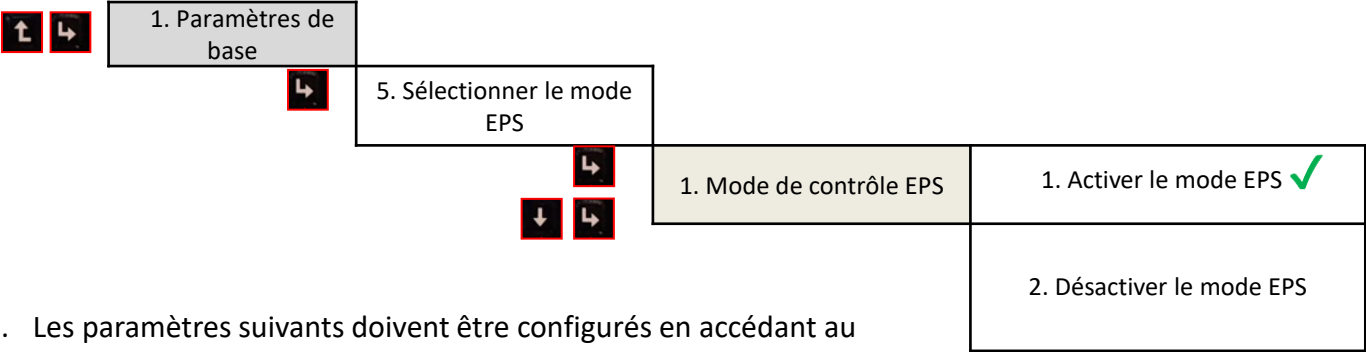 1. Paramètres de
base
5. Sélectionner le mode
EPS
1. Mode de contrôle EPS
1. Activer le mode EPS
2. Désactiver le mode EPS
. Les paramètres suivants doivent être configurés en accédant au